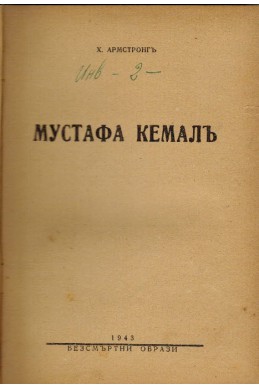 Х. АРМСТРОНГЪ
Инв - 2 -
МУСТАФА КЕМАЛЪ
1943
БЕЗСМЪРТНИ ОБРАЗИ